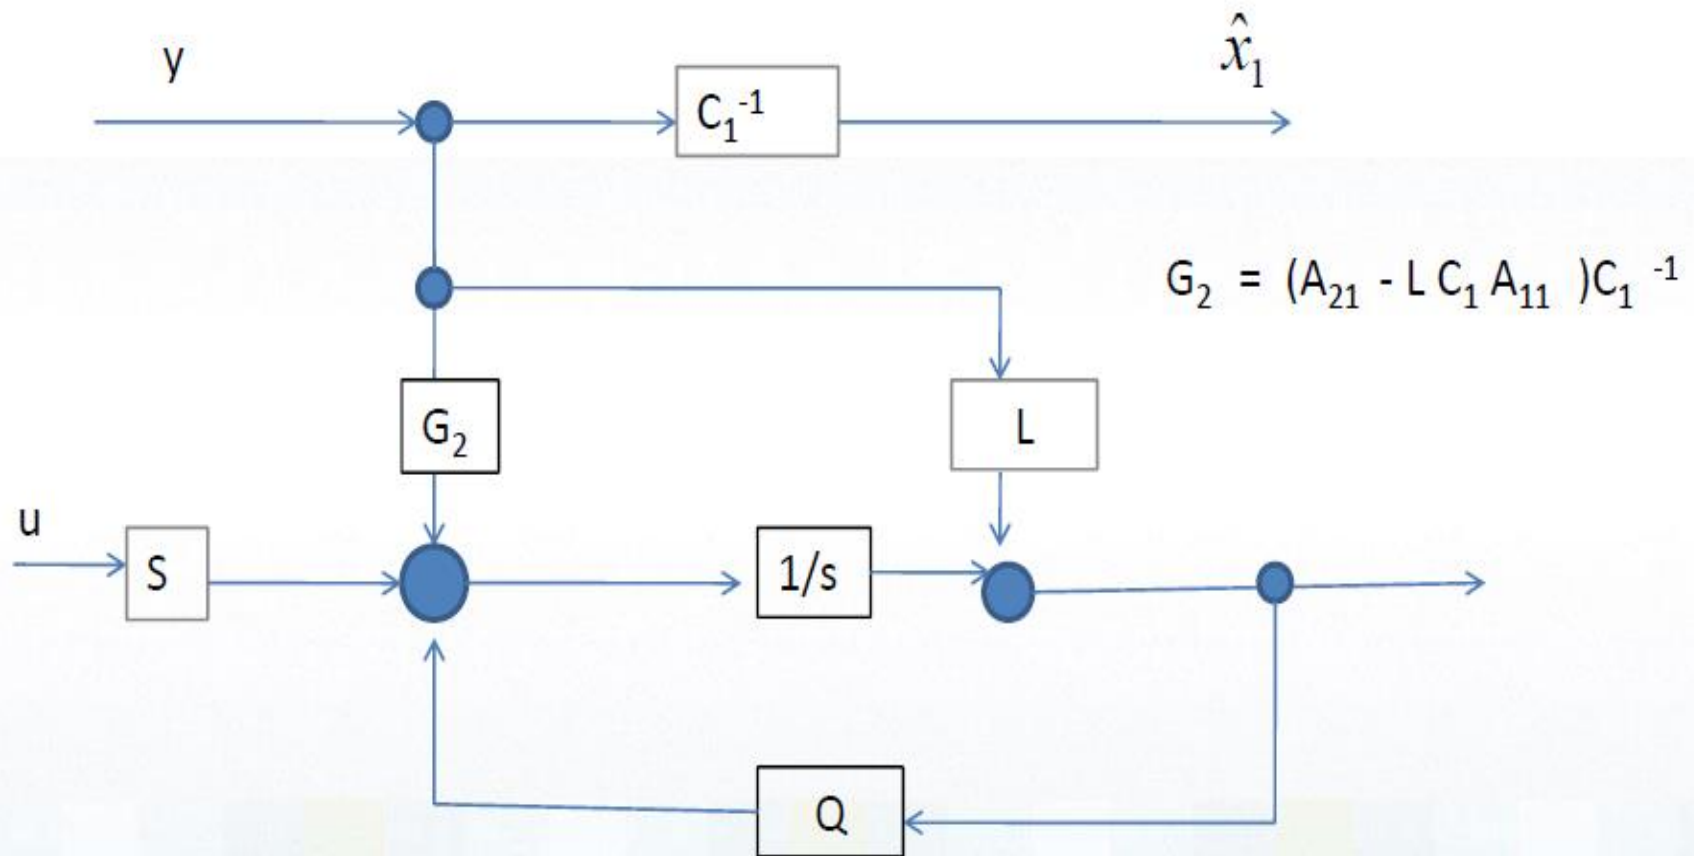 y
x̂₁
C₁⁻¹
G₂ = (A₂₁ - L C₁ A₁₁ )C₁ ⁻¹
G₂
L
u
S
1/s
Q